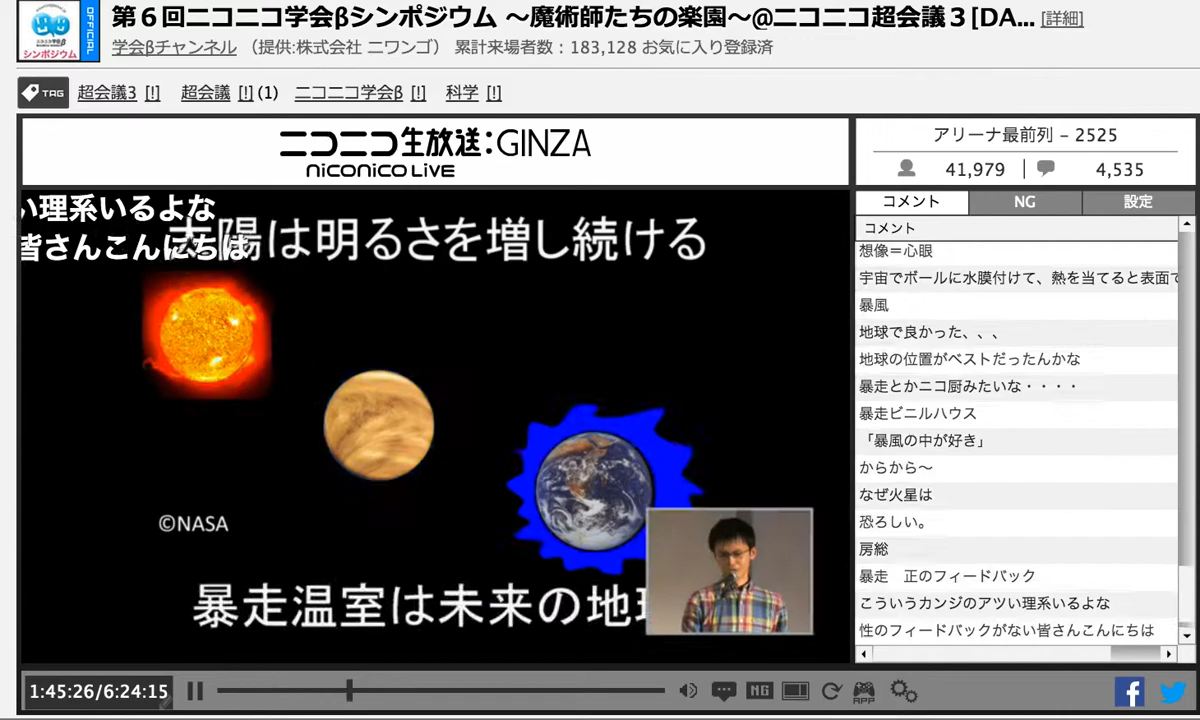 第6回ニコニコ学会βシンポジウム ～魔術師たちの楽園～@ニコニコ超会議3[DA... [詳細]
シンポジウム
OFFICIAL
学会βチャンネル （提供:株式会社 ニワンゴ） 累計来場者数：183,128 お気に入り登録済
TAG 超会議3 [!] 超会議 [!](1) ニコニコ学会β [!] 科学 [!]
ニコニコ生放送:GINZA
niconico LIVE
い理系いるよな
皆さんこんにちは
太陽は明るさを増し続ける
©NASA
暴走温室は未来の地
アリーナ最前列 - 2525
41,979 4,535
コメント NG 設定
コメント
想像＝心眼
宇宙でボールに水膜付けて、熱を当てると表面で
暴風
地球で良かった、、、
地球の位置がベストだったんかな
暴走とかニコ厨みたいな・・・・
暴走ビニルハウス
「暴風の中が好き」
からから～
なぜ火星は
恐ろしい。
房総
暴走　正のフィードバック
こういうカンジのアツい理系いるよな
性のフィードバックがない皆さんこんにちは
1:45:26/6:24:15
NG
APP